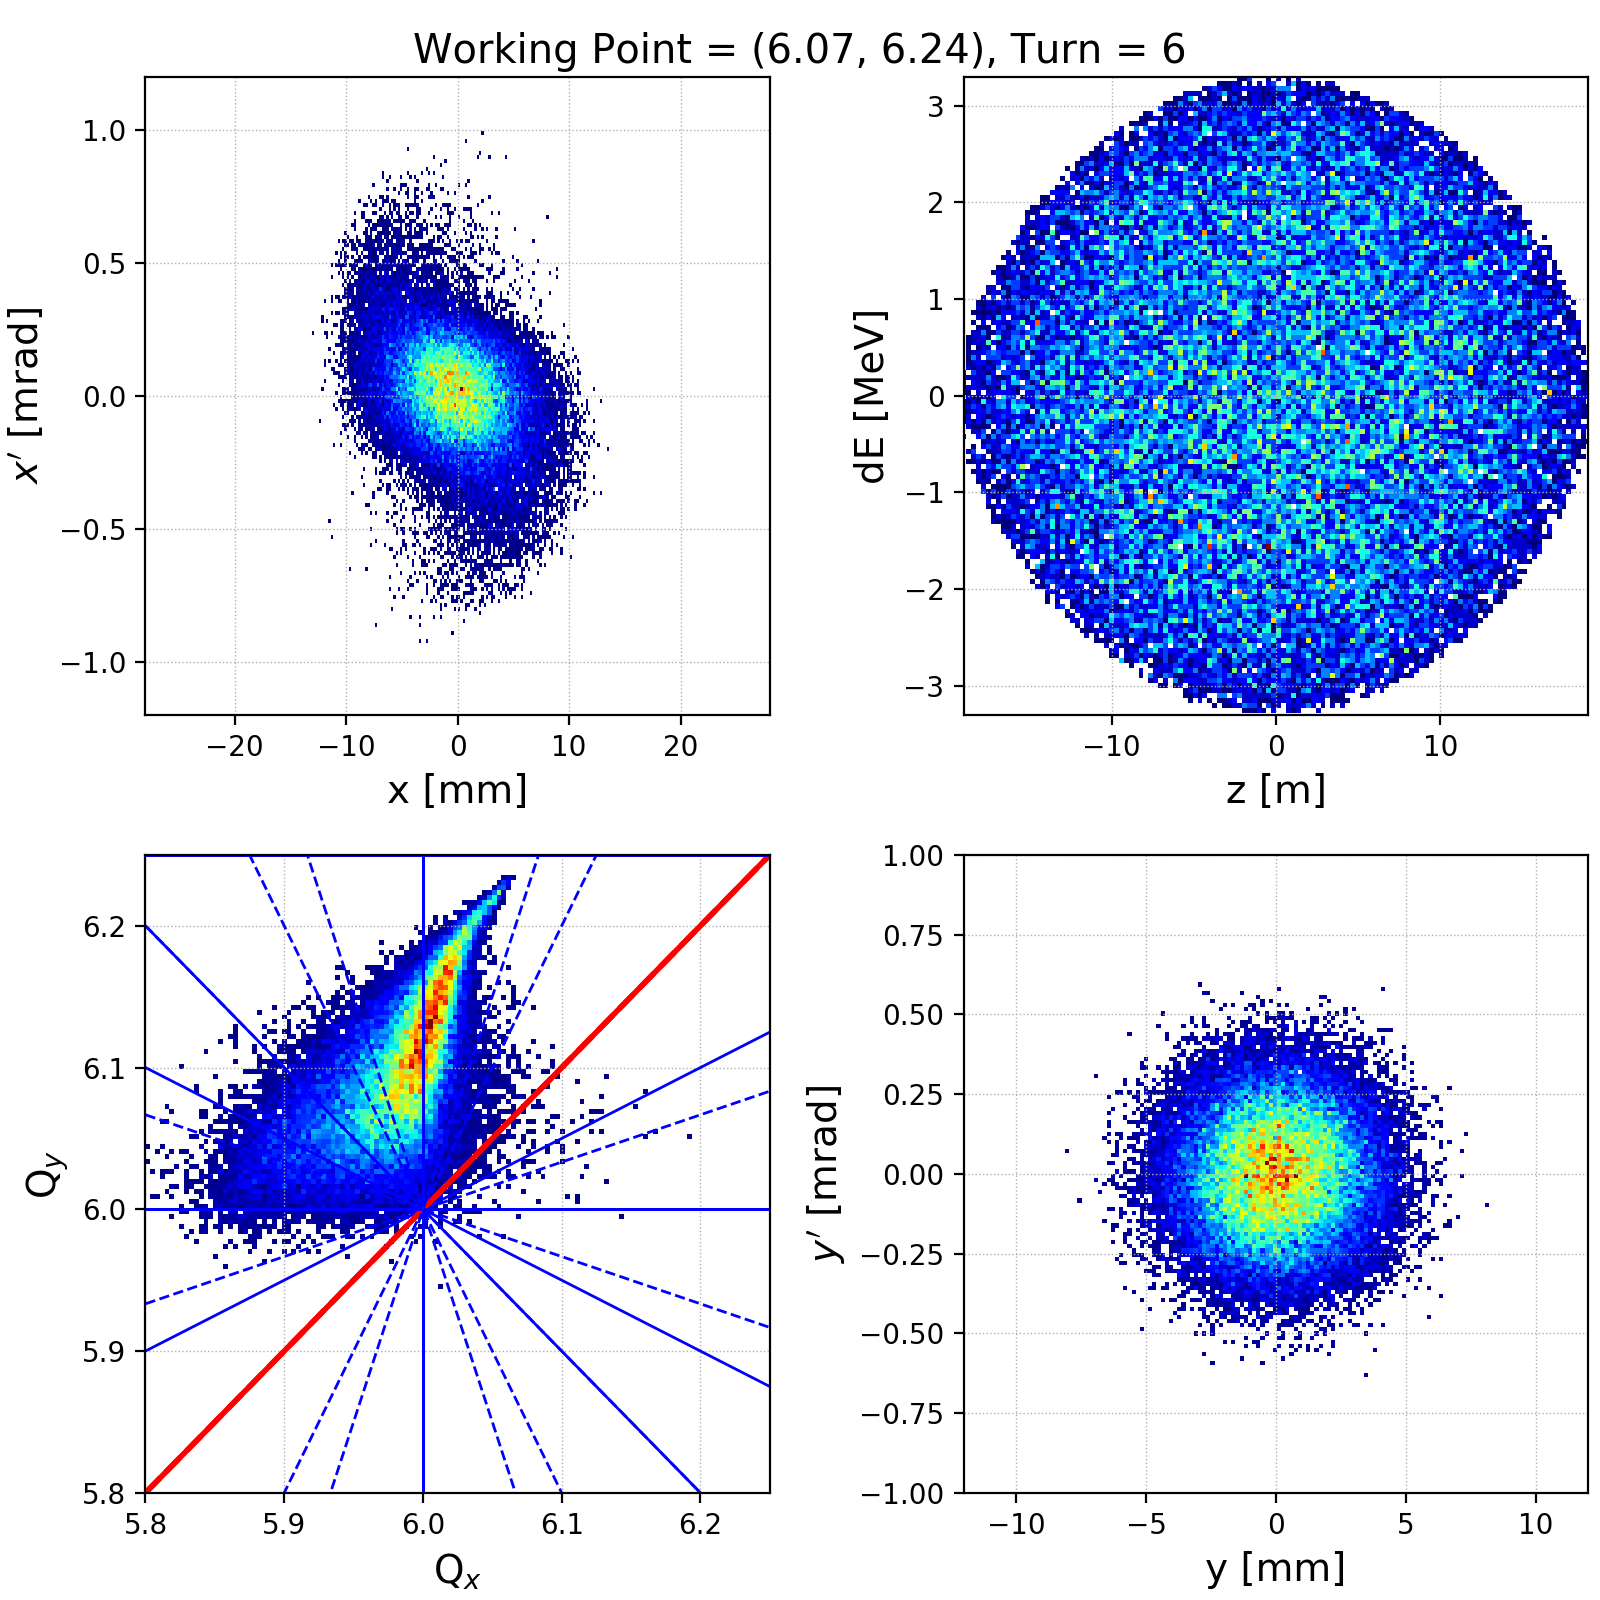 Working Point = (6.07, 6.24), Turn = 6
1.0
0.5
0.0
−0.5
−1.0
x′ [mrad]
−20 −10 0 10 20
x [mm]
3
2
1
0
−1
−2
−3
dE [MeV]
−10 0 10
z [m]
6.2
6.1
6.0
5.9
5.8
Qy
5.8 5.9 6.0 6.1 6.2
Qx
1.00
0.75
0.50
0.25
0.00
−0.25
−0.50
−0.75
−1.00
y′ [mrad]
−10 −5 0 5 10
y [mm]